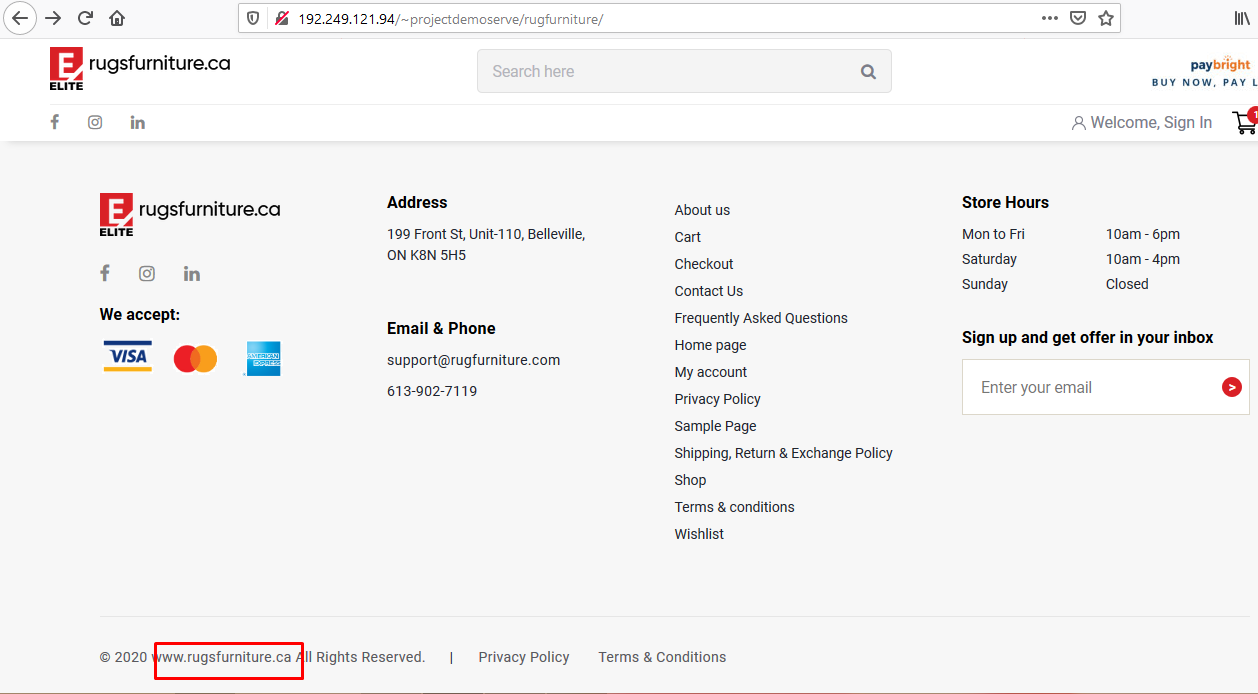 192.249.121.94/~projectdemoserve/rugfurniture/
E
ELITE
rugsfurniture.ca
Search here
paybright
BUY NOW, PAY L
Welcome, Sign In
1
E
ELITE
rugsfurniture.ca
We accept:
VISA
AMERICAN
EXPRESS
Address
199 Front St, Unit-110, Belleville,
ON K8N 5H5
Email & Phone
support@rugfurniture.com
613-902-7119
About us
Cart
Checkout
Contact Us
Frequently Asked Questions
Home page
My account
Privacy Policy
Sample Page
Shipping, Return & Exchange Policy
Shop
Terms & conditions
Wishlist
Store Hours
Mon to Fri 10am - 6pm
Saturday 10am - 4pm
Sunday Closed
Sign up and get offer in your inbox
Enter your email >
© 2020 www.rugsfurniture.ca All Rights Reserved. | Privacy Policy Terms & Conditions